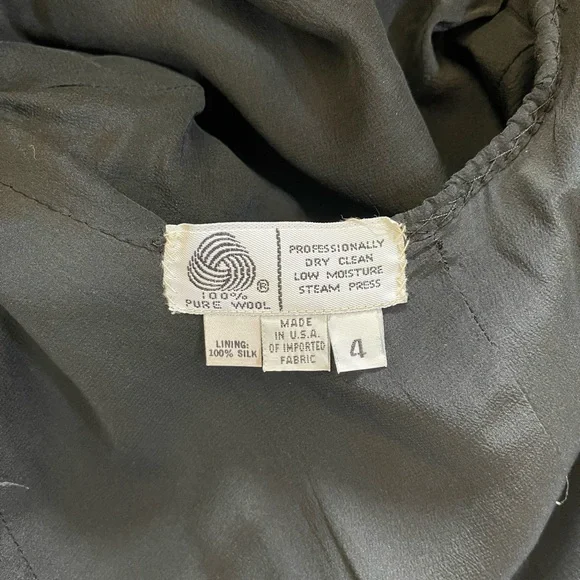 100%
PURE WOOL
®
PROFESSIONALLY
DRY CLEAN
LOW MOISTURE
STEAM PRESS
LINING:
100% SILK
MADE
IN U.S.A.
OF IMPORTED
FABRIC
4